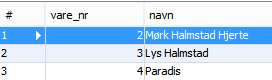 # vare_nr navn
1 2 Mørk Halmstad Hjerte
2 3 Lys Halmstad
3 4 Paradis